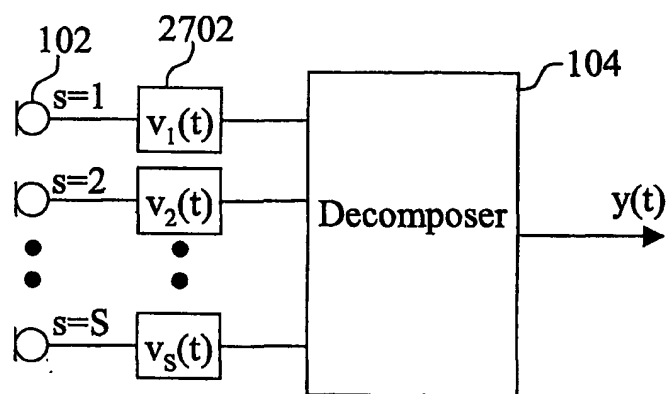 102
2702
104
s=1
v₁(t)
s=2
v₂(t)
Decomposer
y(t)
s=S
vₛ(t)